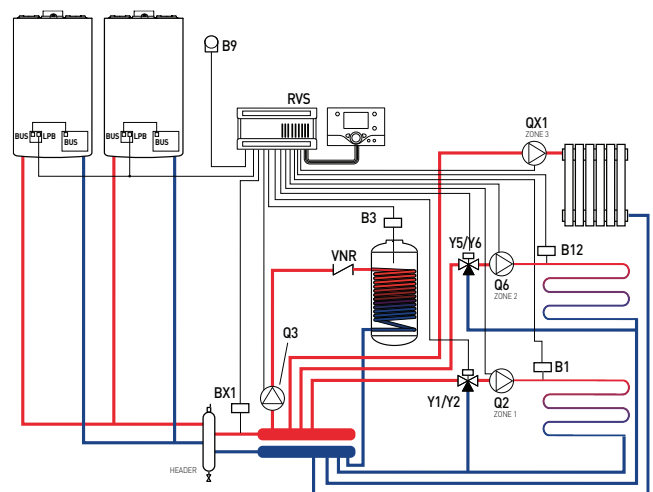 B9
RVS
QX1
ZONE 3
BUS LPB
BUS
BUS LPB
BUS
B3
Y5/Y6
B12
VNR
Q6
ZONE 2
Q3
B1
BX1
Y1/Y2
Q2
ZONE 1
HEADER